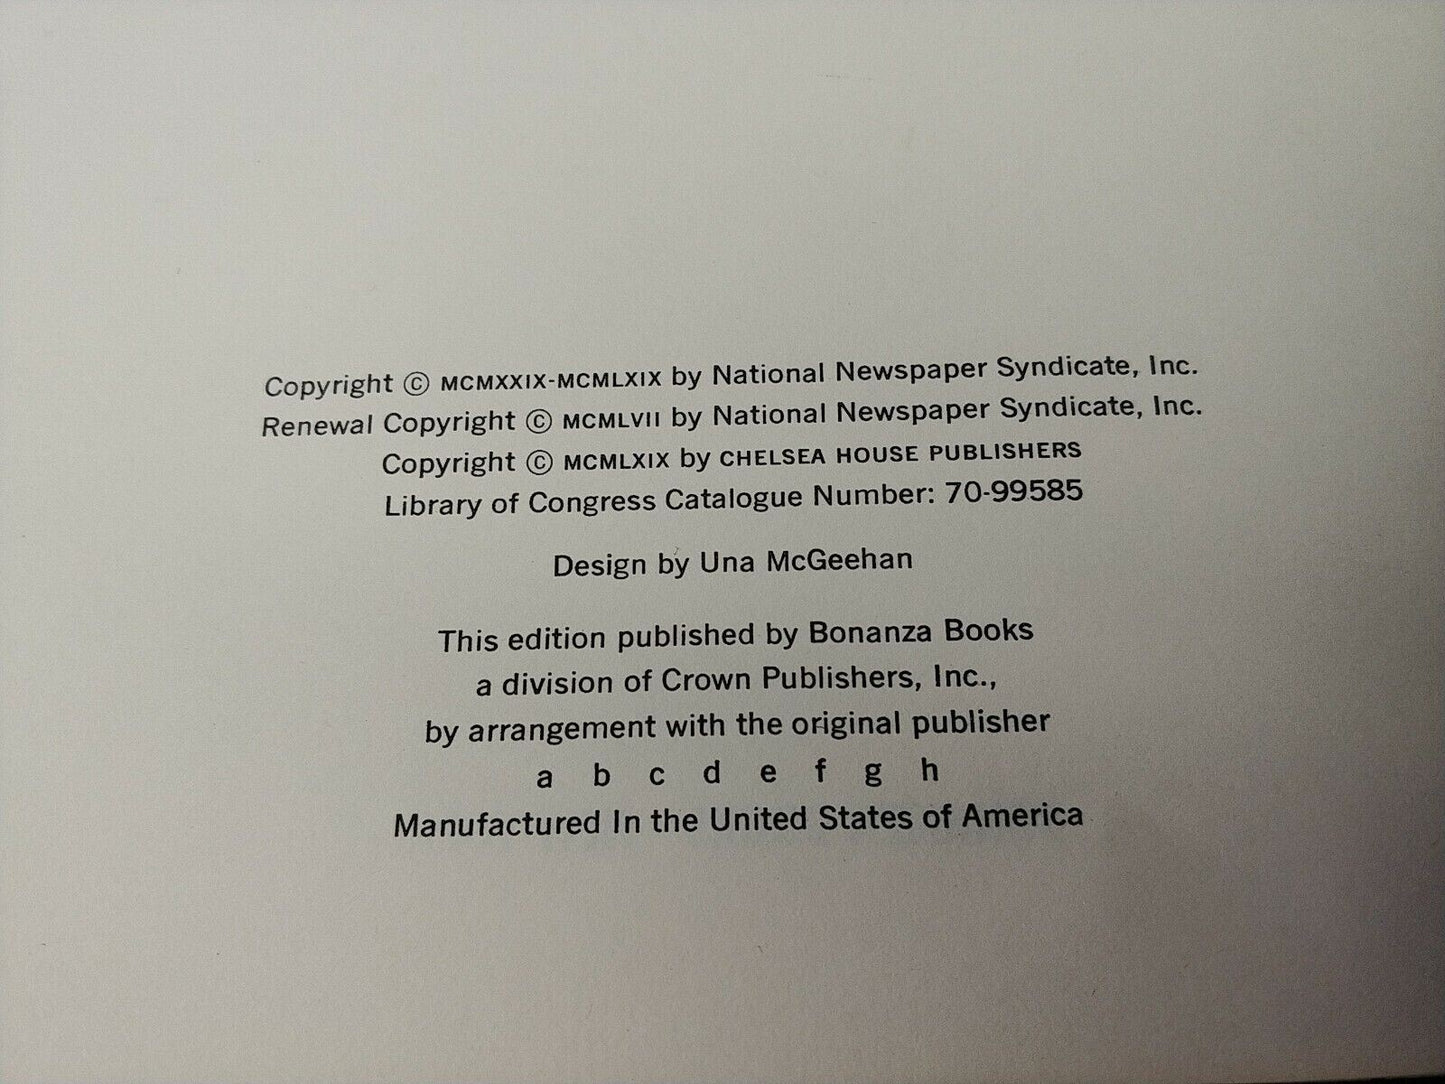 Copyright © MCMXXIX-MCMLXIX by National Newspaper Syndicate, Inc.
Renewal Copyright © MCMLVII by National Newspaper Syndicate, Inc.
Copyright © MCMLXIX by CHELSEA HOUSE PUBLISHERS
Library of Congress Catalogue Number: 70-99585
Design by Una McGeehan
This edition published by Bonanza Books
a division of Crown Publishers, Inc.,
by arrangement with the original publisher
a b c d e f g h
Manufactured In the United States of America